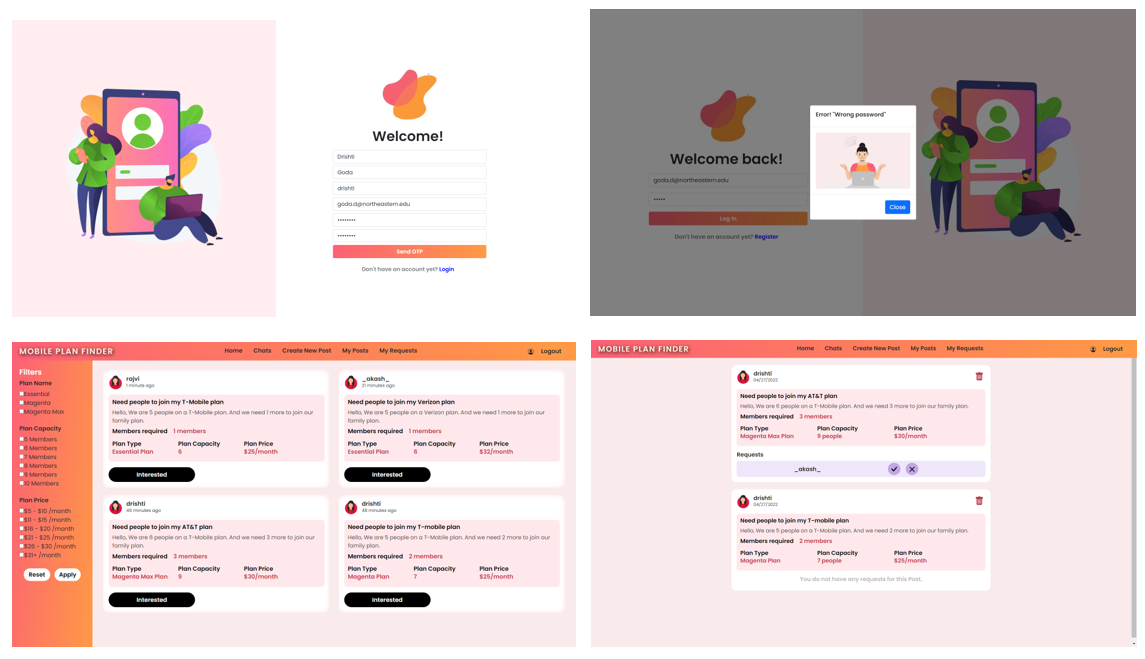 Welcome!
Drishti
Goda
drishti
goda.d@northeastern.edu
••••••••
••••••••
Send OTP
Don't have an account yet? Login
Welcome back!
goda.d@northeastern.edu
•••••
Log In
Don't have an account yet? Register
Error! "Wrong password"
Close
MOBILE PLAN FINDER
Home Chats Create New Post My Posts My Requests
Logout
Filters
Plan Name
Essential
Magenta
Magenta Max
Plan Capacity
Members
Members
7 Members
Members
Members
10 Members
Plan Price
$5 - $10 /month
$11 - $15 /month
$16 - $20 /month
$21 - $25 /month
$26 - $30 /month
$31+ /month
Reset Apply
rajvi
1 minute ago
Need people to join my T-Mobile plan
Hello, We are 5 people on a T-Mobile plan. And we need 1 more to join our
family plan.
Members required 1 members
Plan Type Plan Capacity Plan Price
Essential Plan 6 $25/month
Interested
_akash_
21 minutes ago
Need people to join my Verizon plan
Hello, We are 5 people on a Verizon plan. And we need 1 more to join our
family plan.
Members required 1 members
Plan Type Plan Capacity Plan Price
Essential Plan 6 $32/month
Interested
drishti
46 minutes ago
Need people to join my AT&T plan
Hello, We are 6 people on a T-Mobile plan. And we need 3 more to join our
family plan.
Members required 3 members
Plan Type Plan Capacity Plan Price
Magenta Max Plan 9 $30/month
Interested
drishti
48 minutes ago
Need people to join my T-mobile plan
Hello, We are 5 people on a T-Mobile plan. And we need 2 more to join our
family plan.
Members required 2 members
Plan Type Plan Capacity Plan Price
Magenta Plan 7 $25/month
Interested
MOBILE PLAN FINDER
Home Chats Create New Post My Posts My Requests
Logout
drishti
04/27/2022
Need people to join my AT&T plan
Hello, We are 6 people on a T-Mobile plan. And we need 3 more to join our family plan.
Members required 3 members
Plan Type Plan Capacity Plan Price
Magenta Max Plan 9 people $30/month
Requests
_akash_
drishti
04/27/2022
Need people to join my T-mobile plan
Hello, We are 5 people on a T-Mobile plan. And we need 2 more to join our family plan.
Members required 2 members
Plan Type Plan Capacity Plan Price
Magenta Plan 7 people $25/month
You do not have any requests for this Post.